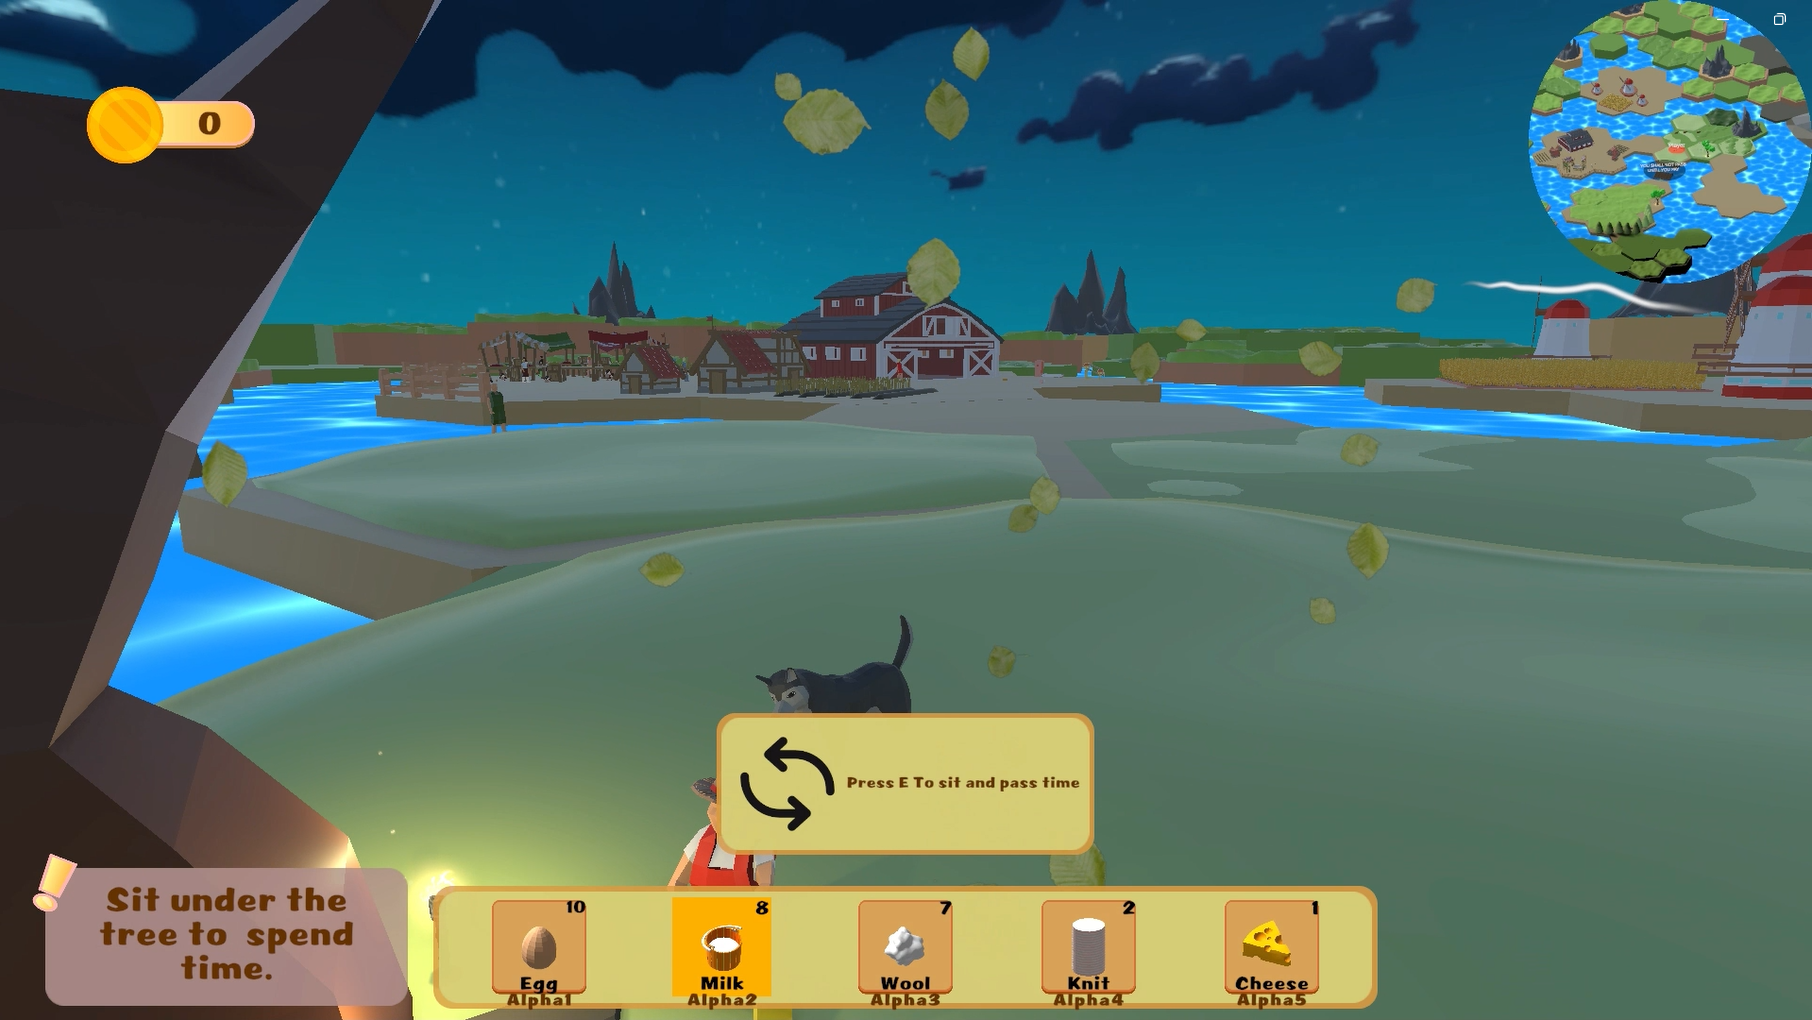 0
Press E To sit and pass time
Sit under the
tree to spend
time.
10
Egg
Alpha1
8
Milk
Alpha2
7
Wool
Alpha3
2
Knit
Alpha4
1
Cheese
Alpha5